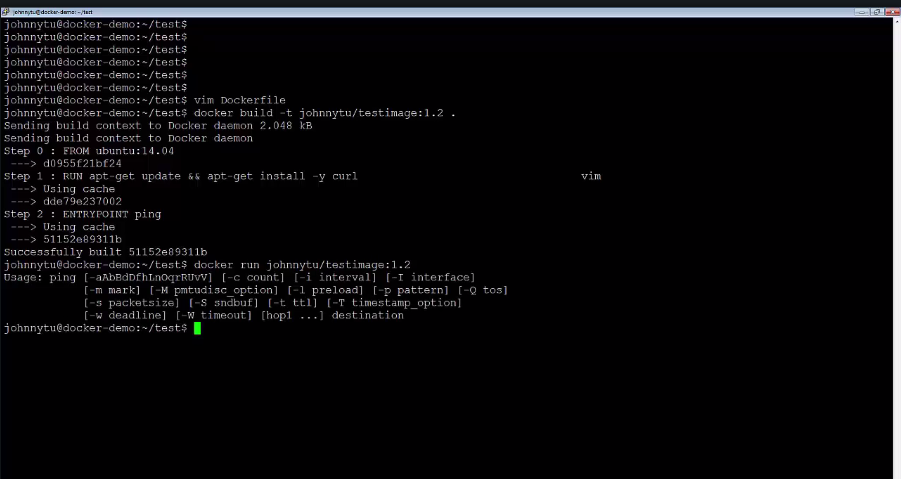 johnnytu@docker-demo: ~/test
johnnytu@docker-demo:~/test$
johnnytu@docker-demo:~/test$
johnnytu@docker-demo:~/test$
johnnytu@docker-demo:~/test$
johnnytu@docker-demo:~/test$
johnnytu@docker-demo:~/test$
johnnytu@docker-demo:~/test$ vim Dockerfile
johnnytu@docker-demo:~/test$ docker build -t johnnytu/testimage:1.2 .
Sending build context to Docker daemon 2.048 kB
Sending build context to Docker daemon
Step 0 : FROM ubuntu:14.04
---> d0955f21bf24
Step 1 : RUN apt-get update && apt-get install -y curl vim
---> Using cache
---> dde79e237002
Step 2 : ENTRYPOINT ping
---> Using cache
---> 51152e89311b
Successfully built 51152e89311b
johnnytu@docker-demo:~/test$ docker run johnnytu/testimage:1.2
Usage: ping [-aAbBdDfhLnOqrRUvV] [-c count] [-i interval] [-I interface]
[-m mark] [-M pmtudisc_option] [-l preload] [-p pattern] [-Q tos]
[-s packetsize] [-S sndbuf] [-t ttl] [-T timestamp_option]
[-w deadline] [-W timeout] [hop1 ...] destination
johnnytu@docker-demo:~/test$